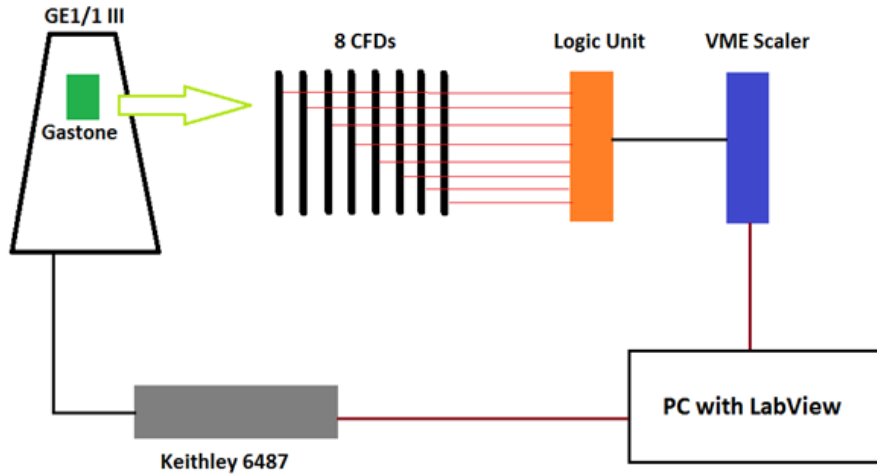 GE1/1 III
8 CFDs
Logic Unit
VME Scaler
Gastone
PC with LabView
Keithley 6487